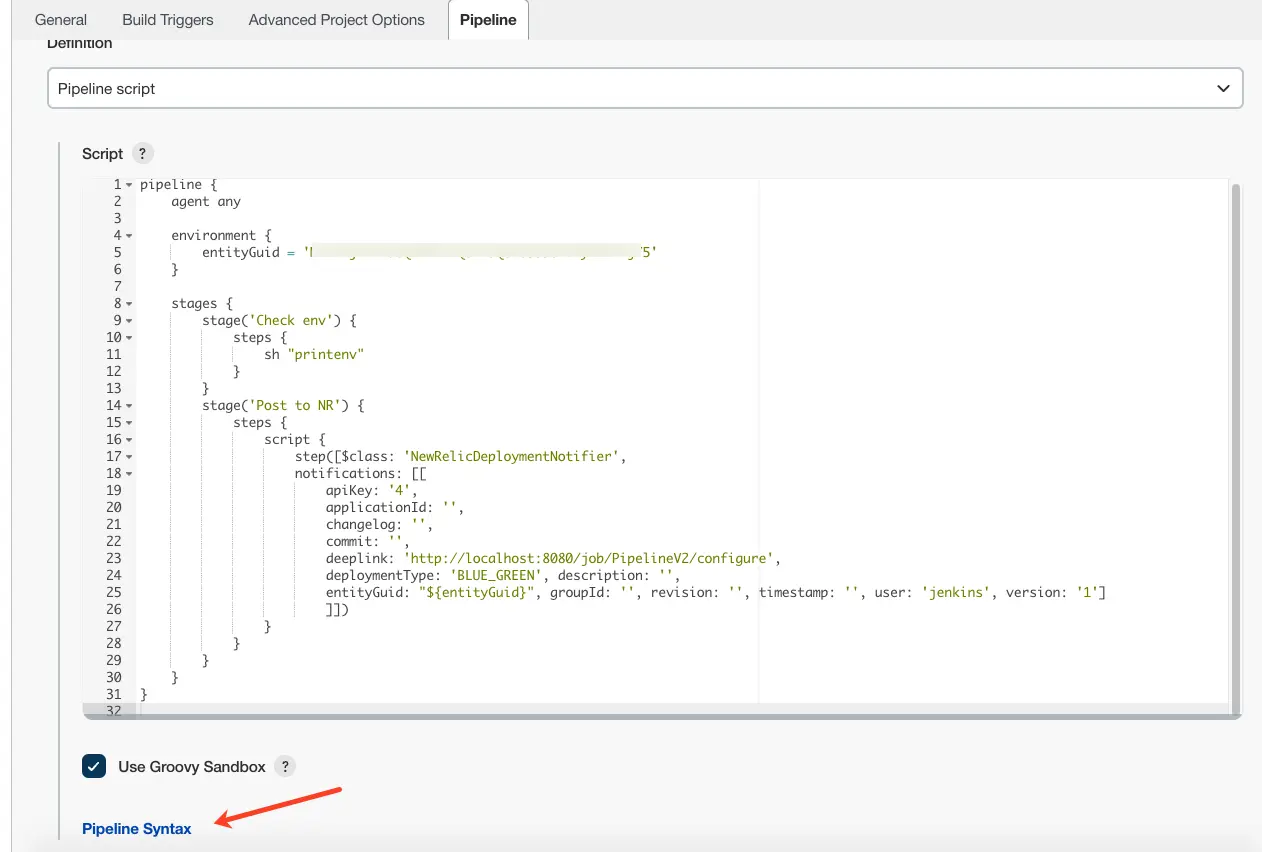 General Build Triggers Advanced Project Options Pipeline
Definition
Pipeline script
Script ?
1 pipeline {
2 agent any
3
4 environment {
5 entityGuid = '5'
6 }
7
8 stages {
9 stage('Check env') {
10 steps {
11 sh "printenv"
12 }
13 }
14 stage('Post to NR') {
15 steps {
16 script {
17 step([$class: 'NewRelicDeploymentNotifier',
18 notifications: [[
19 apiKey: '4',
20 applicationId: '',
21 changelog: '',
22 commit: '',
23 deeplink: 'http://localhost:8080/job/PipelineV2/configure',
24 deploymentType: 'BLUE_GREEN', description: '',
25 entityGuid: "${entityGuid}", groupId: '', revision: '', timestamp: '', user: 'jenkins', version: '1']
26 ]])
27 }
28 }
29 }
30 }
31 }
32
Use Groovy Sandbox ?
Pipeline Syntax